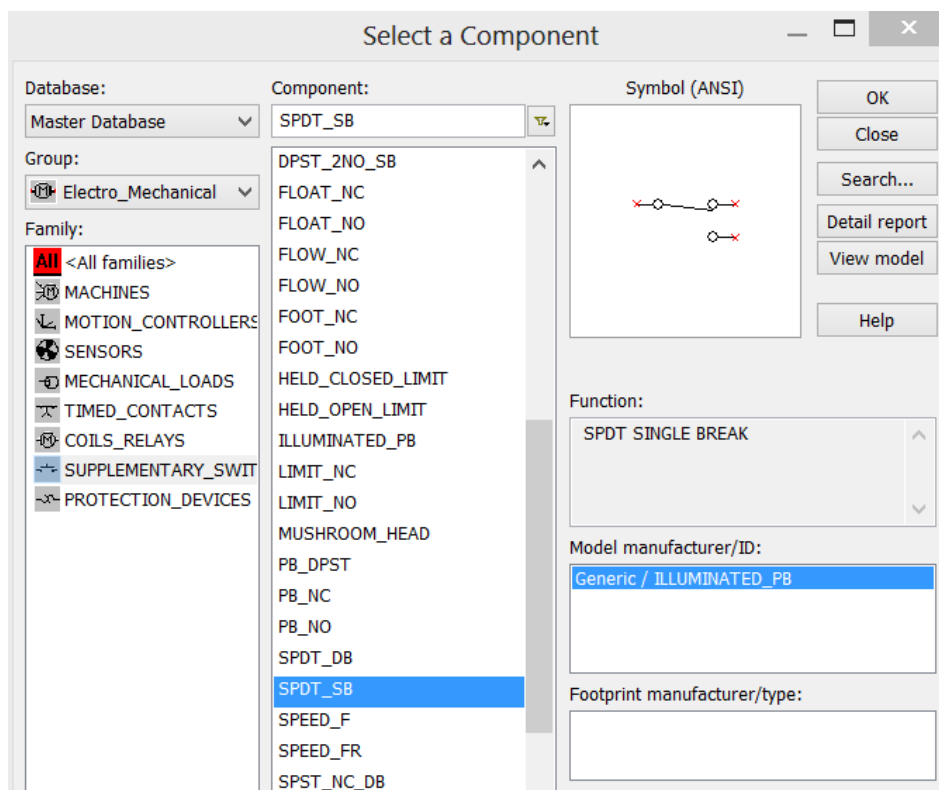 Select a Component
Database:
Master Database
Group:
Electro_Mechanical
Family:
All <All families>
MACHINES
MOTION_CONTROLLERS
SENSORS
MECHANICAL_LOADS
TIMED_CONTACTS
COILS_RELAYS
SUPPLEMENTARY_SWIT
PROTECTION_DEVICES
Component:
SPDT_SB
DPST_2NO_SB
FLOAT_NC
FLOAT_NO
FLOW_NC
FLOW_NO
FOOT_NC
FOOT_NO
HELD_CLOSED_LIMIT
HELD_OPEN_LIMIT
ILLUMINATED_PB
LIMIT_NC
LIMIT_NO
MUSHROOM_HEAD
PB_DPST
PB_NC
PB_NO
SPDT_DB
SPDT_SB
SPEED_F
SPEED_FR
SPST_NC_DB
Symbol (ANSI)
Function:
SPDT SINGLE BREAK
Model manufacturer/ID:
Generic / ILLUMINATED_PB
Footprint manufacturer/type:
OK
Close
Search...
Detail report
View model
Help